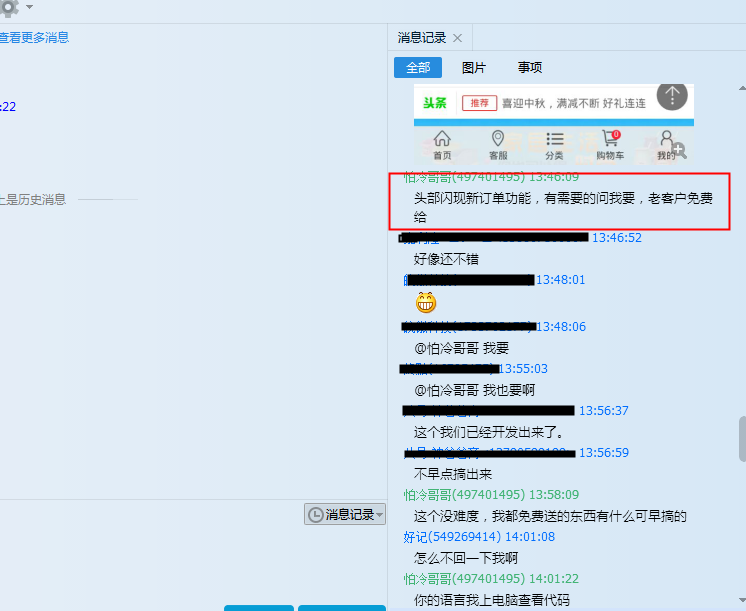 查看更多消息
:22
上是历史消息
消息记录
全部 图片 事项
头条 推荐 喜迎中秋，满减不断 好礼连连
首页 客服 分类 购物车 0 我的
怕冷哥哥(497401495) 13:46:09
头部闪现新订单功能，有需要的问我要，老客户免费
给
13:46:52
好像还不错
13:48:01
13:48:06
@怕冷哥哥 我要
13:55:03
@怕冷哥哥 我也要啊
13:56:37
这个我们已经开发出来了。
13:56:59
不早点搞出来
怕冷哥哥(497401495) 13:58:09
这个没难度，我都免费送的东西有什么可早搞的
好记(549269414) 14:01:08
怎么不回一下我啊
怕冷哥哥(497401495) 14:01:22
你的语言我上电脑查看代码
消息记录